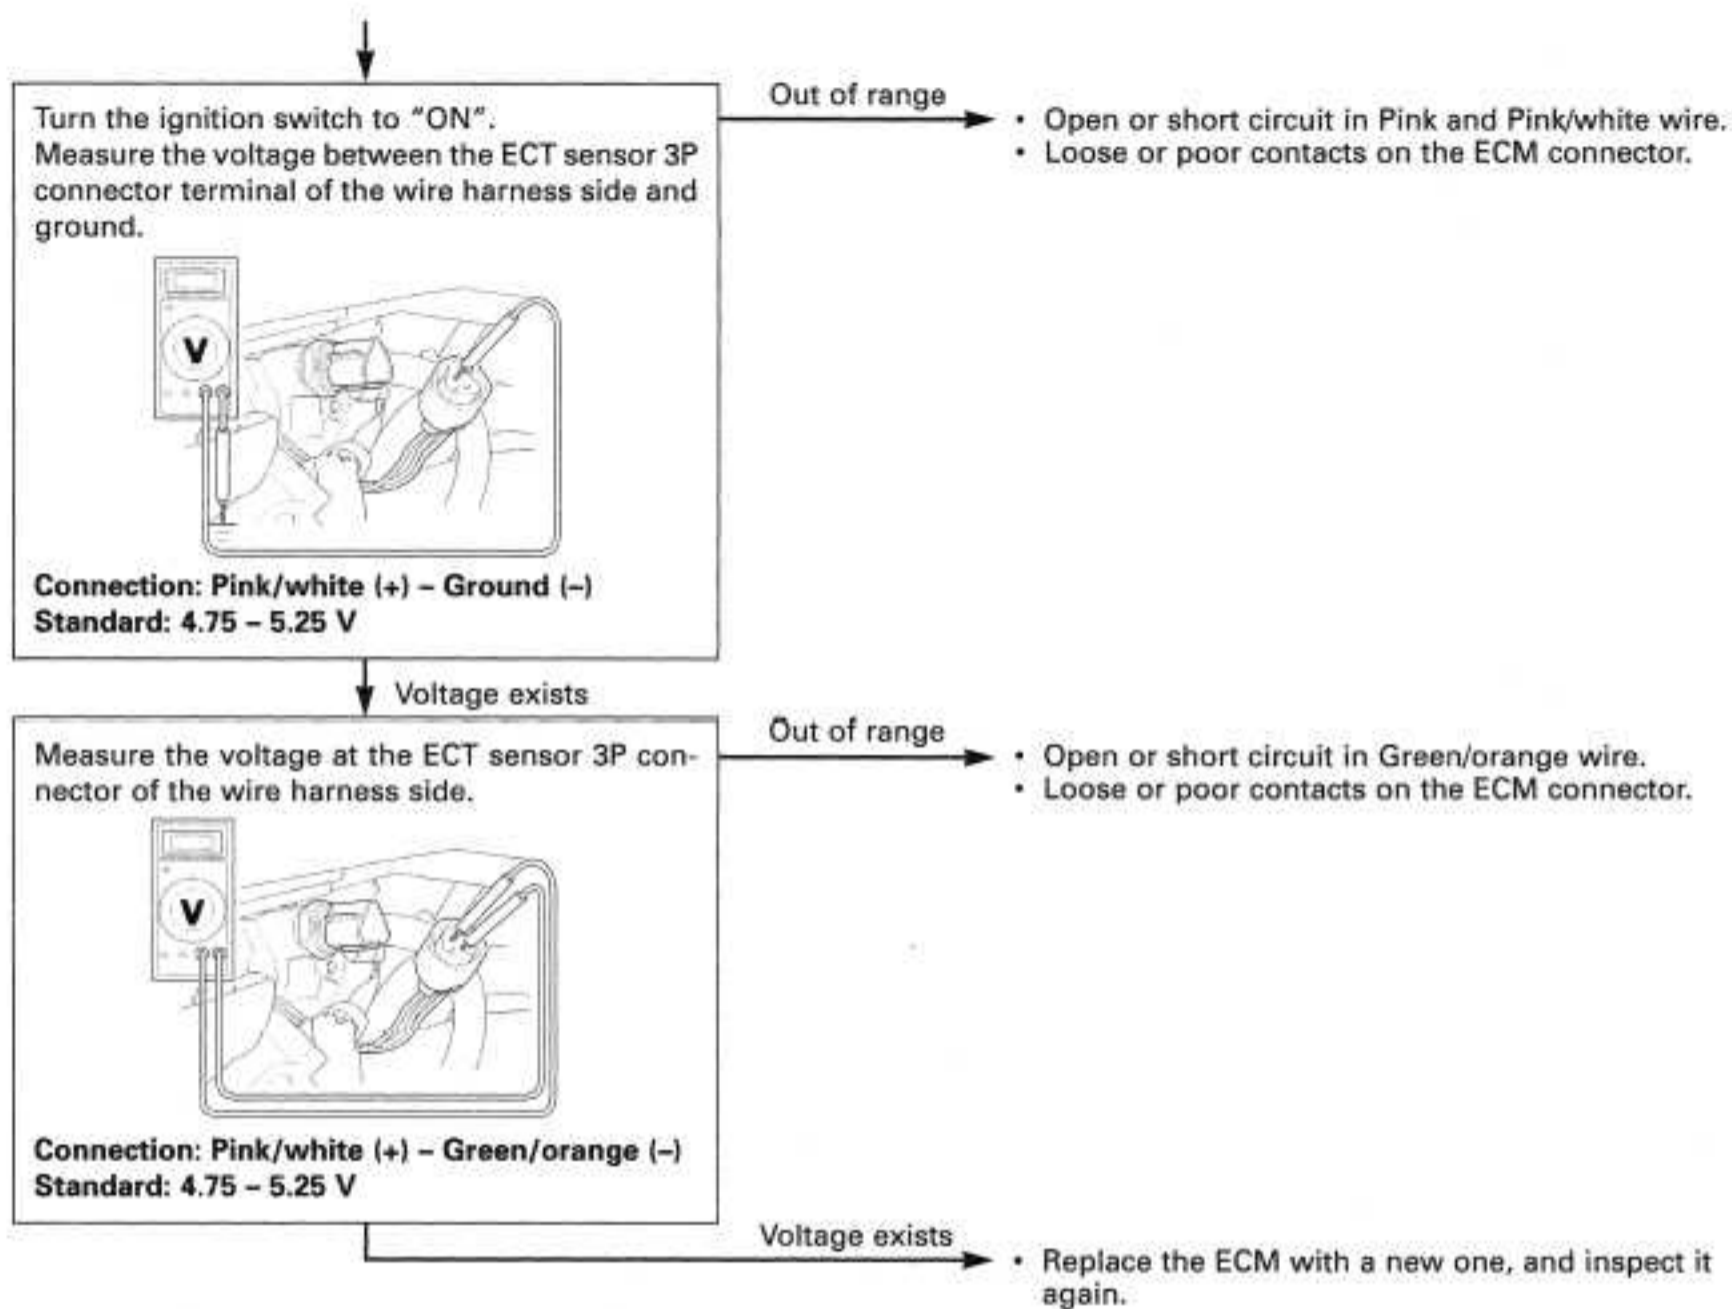 Turn the ignition switch to "ON".
Measure the voltage between the ECT sensor 3P
connector terminal of the wire harness side and
ground.
Out of range
• Open or short circuit in Pink and Pink/white wire.
• Loose or poor contacts on the ECM connector.
V
Connection: Pink/white (+) – Ground (–)
Standard: 4.75 – 5.25 V
Voltage exists
Measure the voltage at the ECT sensor 3P con-
nector of the wire harness side.
Out of range
• Open or short circuit in Green/orange wire.
• Loose or poor contacts on the ECM connector.
V
Connection: Pink/white (+) – Green/orange (–)
Standard: 4.75 – 5.25 V
Voltage exists
• Replace the ECM with a new one, and inspect it
again.